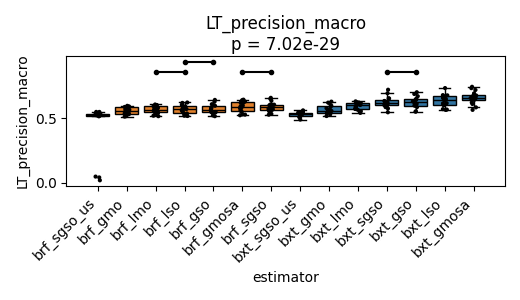 LT_precision_macro
p = 7.02e-29
LT_precision_macro
0.5
0.0
brf_sgso_us
brf_gmo
brf_lmo
brf_lso
brf_gso
brf_gmosa
brf_sgso
bxt_sgso_us
bxt_gmo
bxt_lmo
bxt_sgso
bxt_gso
bxt_lso
bxt_gmosa
estimator